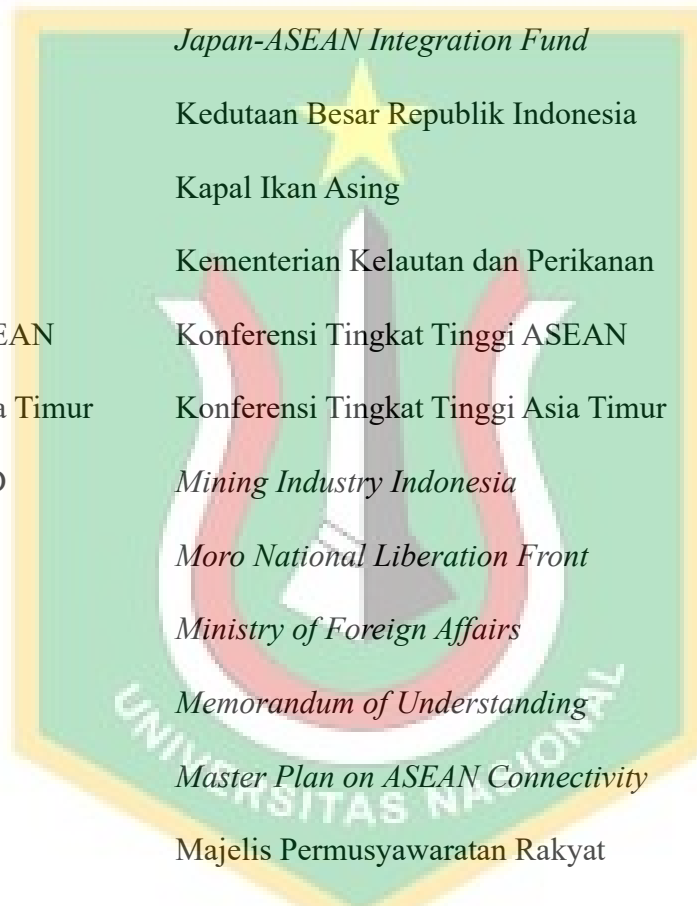 Japan-ASEAN Integration Fund
Kedutaan Besar Republik Indonesia
Kapal Ikan Asing
Kementerian Kelautan dan Perikanan
EAN Konferensi Tingkat Tinggi ASEAN
a Timur Konferensi Tingkat Tinggi Asia Timur
Mining Industry Indonesia
Moro National Liberation Front
Ministry of Foreign Affairs
Memorandum of Understanding
Master Plan on ASEAN Connectivity
Majelis Permusyawaratan Rakyat
UNIVERSITAS NASIONAL